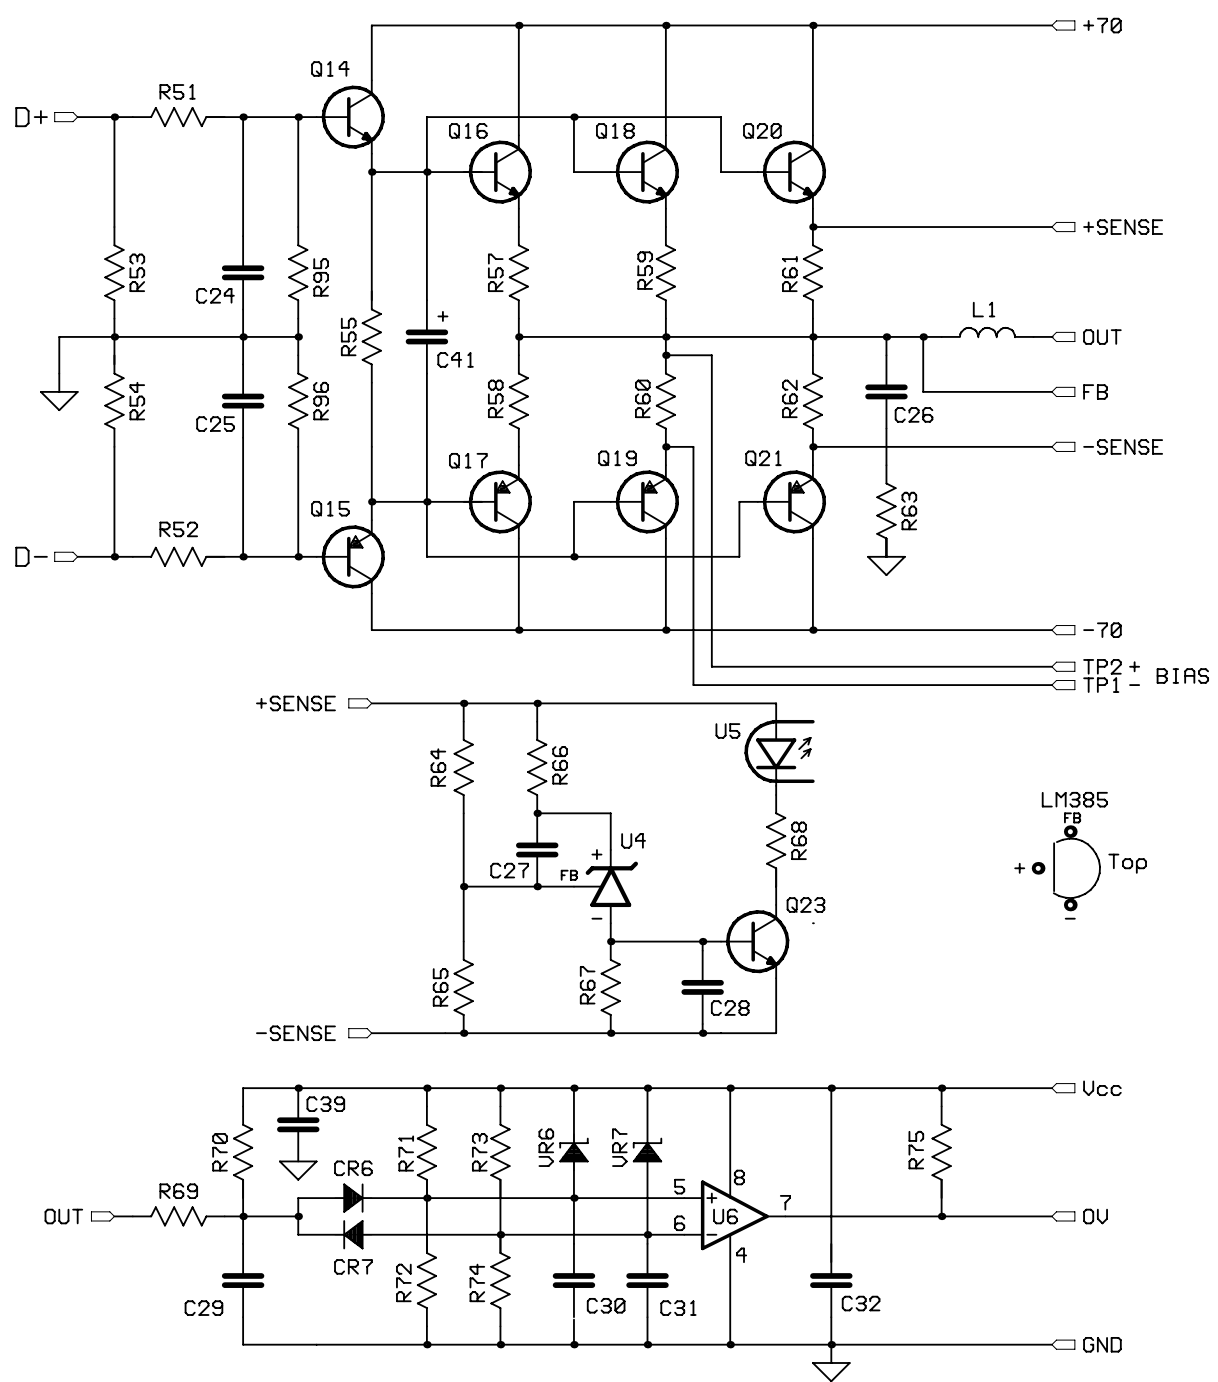 +70
Q14
R51
D+
Q16
Q18
Q20
+SENSE
R53
C24
R95
R55
+
C41
R57
R59
R61
L1
OUT
R54
C25
R96
R58
R60
R62
C26
FB
-SENSE
Q17
Q19
Q21
R63
Q15
R52
D-
-70
TP2 +
TP1 -
BIAS
+SENSE
U5
R64
R66
LM385
FB
+
Top
-
R68
U4
+
C27
FB
-
Q23
R65
R67
C28
-SENSE
Vcc
C39
R70
R71
R73
VR6
VR7
R75
CR6
R69
5
+
8
U6
7
OUT
6
-
OV
CR7
4
R72
R74
C29
C30
C31
C32
GND